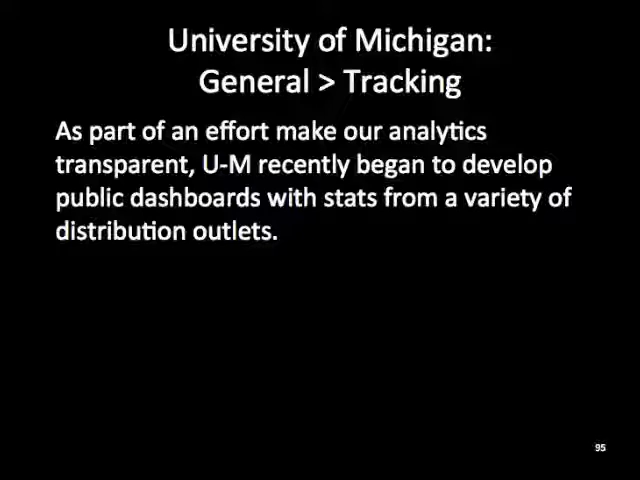 University of Michigan:
General > Tracking
As part of an effort make our analytics
transparent, U-M recently began to develop
public dashboards with stats from a variety of
distribution outlets.
95